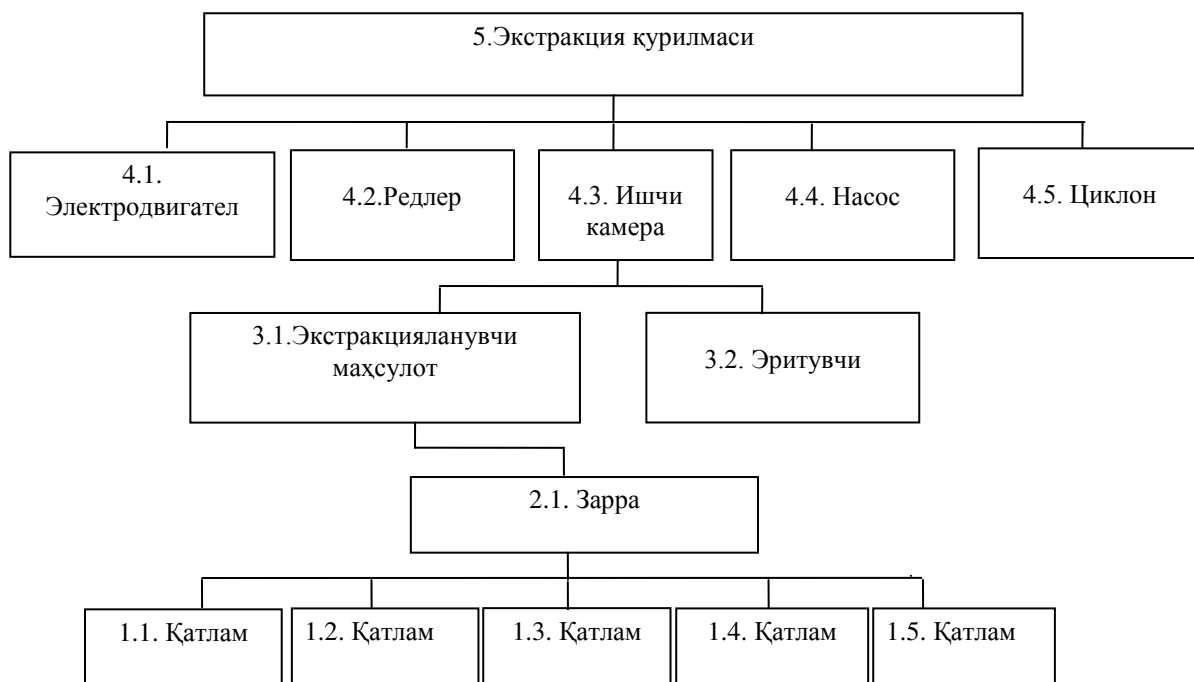 5.Экстракция қурилмаси
4.1.
Электродвигател
4.2.Редлер
4.3. Ишчи
камера
4.4. Насос
4.5. Циклон
3.1.Экстракцияланувчи
маҳсулот
3.2. Эритувчи
2.1. Зарра
1.1. Қатлам
1.2. Қатлам
1.3. Қатлам
1.4. Қатлам
1.5. Қатлам